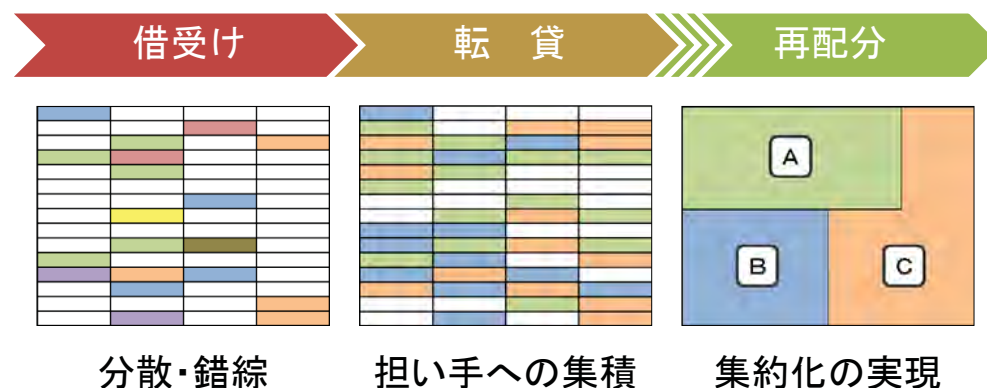 借受け
転　貸
再配分
A
B
C
分散・錯綜
担い手への集積
集約化の実現